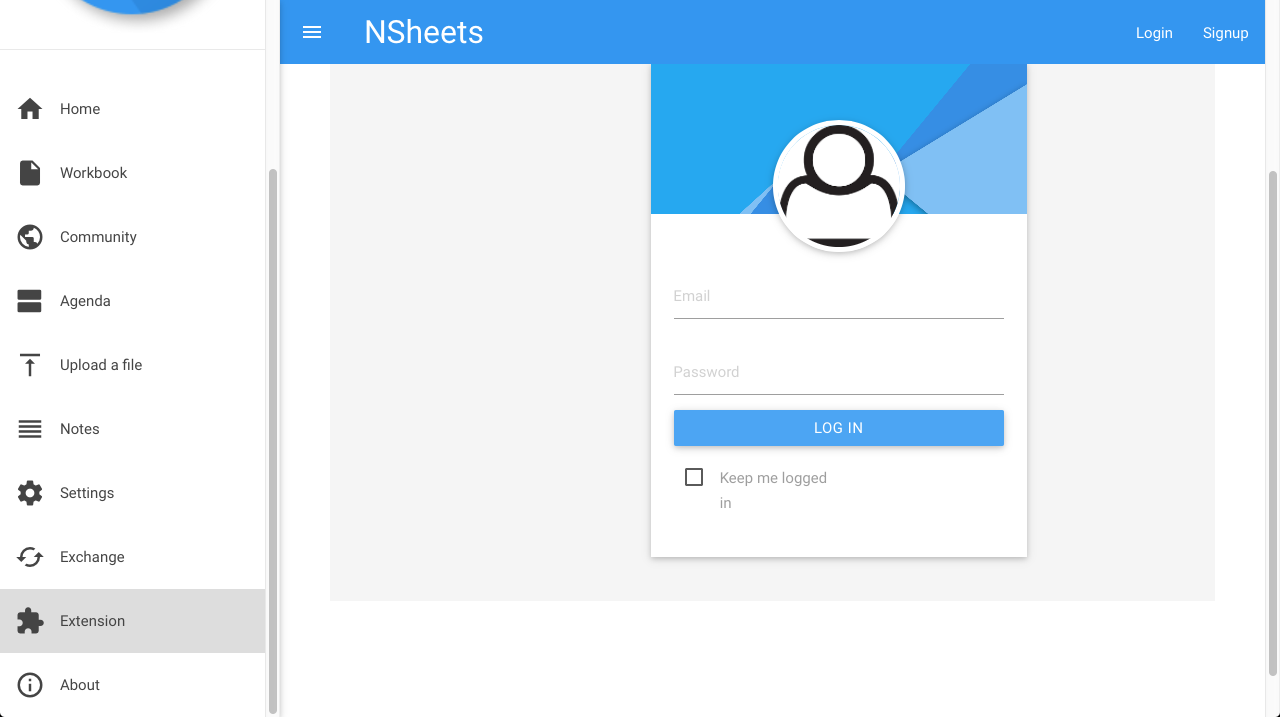 NSheets
Login
Signup
Home
Workbook
Community
Agenda
Upload a file
Notes
Settings
Exchange
Extension
About
Email
Password
LOG IN
Keep me logged
in